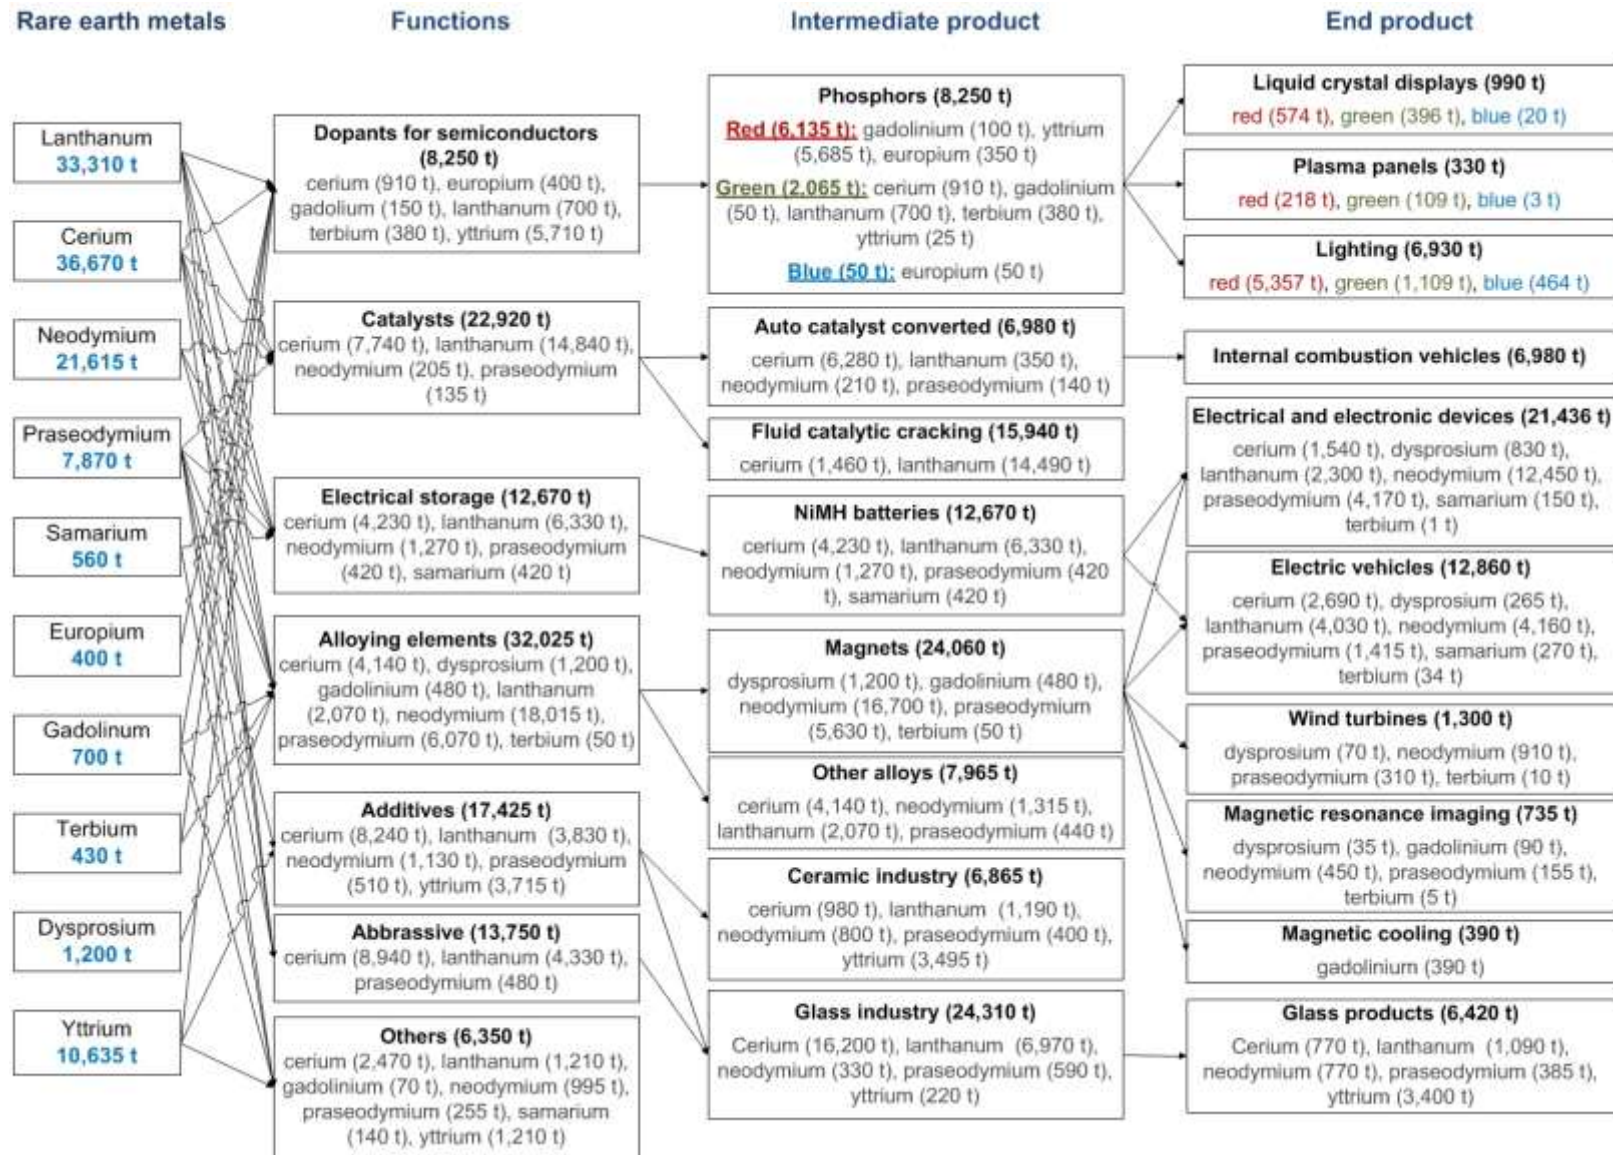 Rare earth metals
Functions
Intermediate product
End product
Lanthanum
33,310 t
Cerium
36,670 t
Neodymium
21,615 t
Praseodymium
7,870 t
Samarium
560 t
Europium
400 t
Gadolinum
700 t
Terbium
430 t
Dysprosium
1,200 t
Yttrium
10,635 t
Dopants for semiconductors
(8,250 t)
cerium (910 t), europium (400 t),
gadolium (150 t), lanthanum (700 t),
terbium (380 t), yttrium (5,710 t)
Catalysts (22,920 t)
cerium (7,740 t), lanthanum (14,840 t),
neodymium (205 t), praseodymium
(135 t)
Electrical storage (12,670 t)
cerium (4,230 t), lanthanum (6,330 t),
neodymium (1,270 t), praseodymium
(420 t), samarium (420 t)
Alloying elements (32,025 t)
cerium (4,140 t), dysprosium (1,200 t),
gadolinium (480 t), lanthanum
(2,070 t), neodymium (18,015 t),
praseodymium (6,070 t), terbium (50 t)
Additives (17,425 t)
cerium (8,240 t), lanthanum (3,830 t),
neodymium (1,130 t), praseodymium
(510 t), yttrium (3,715 t)
Abbrassive (13,750 t)
cerium (8,940 t), lanthanum (4,330 t),
praseodymium (480 t)
Others (6,350 t)
cerium (2,470 t), lanthanum (1,210 t),
gadolinium (70 t), neodymium (995 t),
praseodymium (255 t), samarium
(140 t), yttrium (1,210 t)
Phosphors (8,250 t)
Red (6,135 t): gadolinium (100 t), yttrium
(5,685 t), europium (350 t)
Green (2,065 t): cerium (910 t), gadolinium
(50 t), lanthanum (700 t), terbium (380 t),
yttrium (25 t)
Blue (50 t): europium (50 t)
Auto catalyst converted (6,980 t)
cerium (6,280 t), lanthanum (350 t),
neodymium (210 t), praseodymium (140 t)
Fluid catalytic cracking (15,940 t)
cerium (1,460 t), lanthanum (14,490 t)
NiMH batteries (12,670 t)
cerium (4,230 t), lanthanum (6,330 t),
neodymium (1,270 t), praseodymium (420
t), samarium (420 t)
Magnets (24,060 t)
dysprosium (1,200 t), gadolinium (480 t),
neodymium (16,700 t), praseodymium
(5,630 t), terbium (50 t)
Other alloys (7,965 t)
cerium (4,140 t), neodymium (1,315 t),
lanthanum (2,070 t), praseodymium (440 t)
Ceramic industry (6,865 t)
cerium (980 t), lanthanum (1,190 t),
neodymium (800 t), praseodymium (400 t),
yttrium (3,495 t)
Glass industry (24,310 t)
Cerium (16,200 t), lanthanum (6,970 t),
neodymium (330 t), praseodymium (590 t),
yttrium (220 t)
Liquid crystal displays (990 t)
red (574 t), green (396 t), blue (20 t)
Plasma panels (330 t)
red (218 t), green (109 t), blue (3 t)
Lighting (6,930 t)
red (5,357 t), green (1,109 t), blue (464 t)
Internal combustion vehicles (6,980 t)
Electrical and electronic devices (21,436 t)
cerium (1,540 t), dysprosium (830 t),
lanthanum (2,300 t), neodymium (12,450 t),
praseodymium (4,170 t), samarium (150 t),
terbium (1 t)
Electric vehicles (12,860 t)
cerium (2,690 t), dysprosium (265 t),
lanthanum (4,030 t), neodymium (4,160 t),
praseodymium (1,415 t), samarium (270 t),
terbium (34 t)
Wind turbines (1,300 t)
dysprosium (70 t), neodymium (910 t),
praseodymium (310 t), terbium (10 t)
Magnetic resonance imaging (735 t)
dysprosium (35 t), gadolinium (90 t),
neodymium (450 t), praseodymium (155 t),
terbium (5 t)
Magnetic cooling (390 t)
gadolinium (390 t)
Glass products (6,420 t)
Cerium (770 t), lanthanum (1,090 t),
neodymium (770 t), praseodymium (385 t),
yttrium (3,400 t)